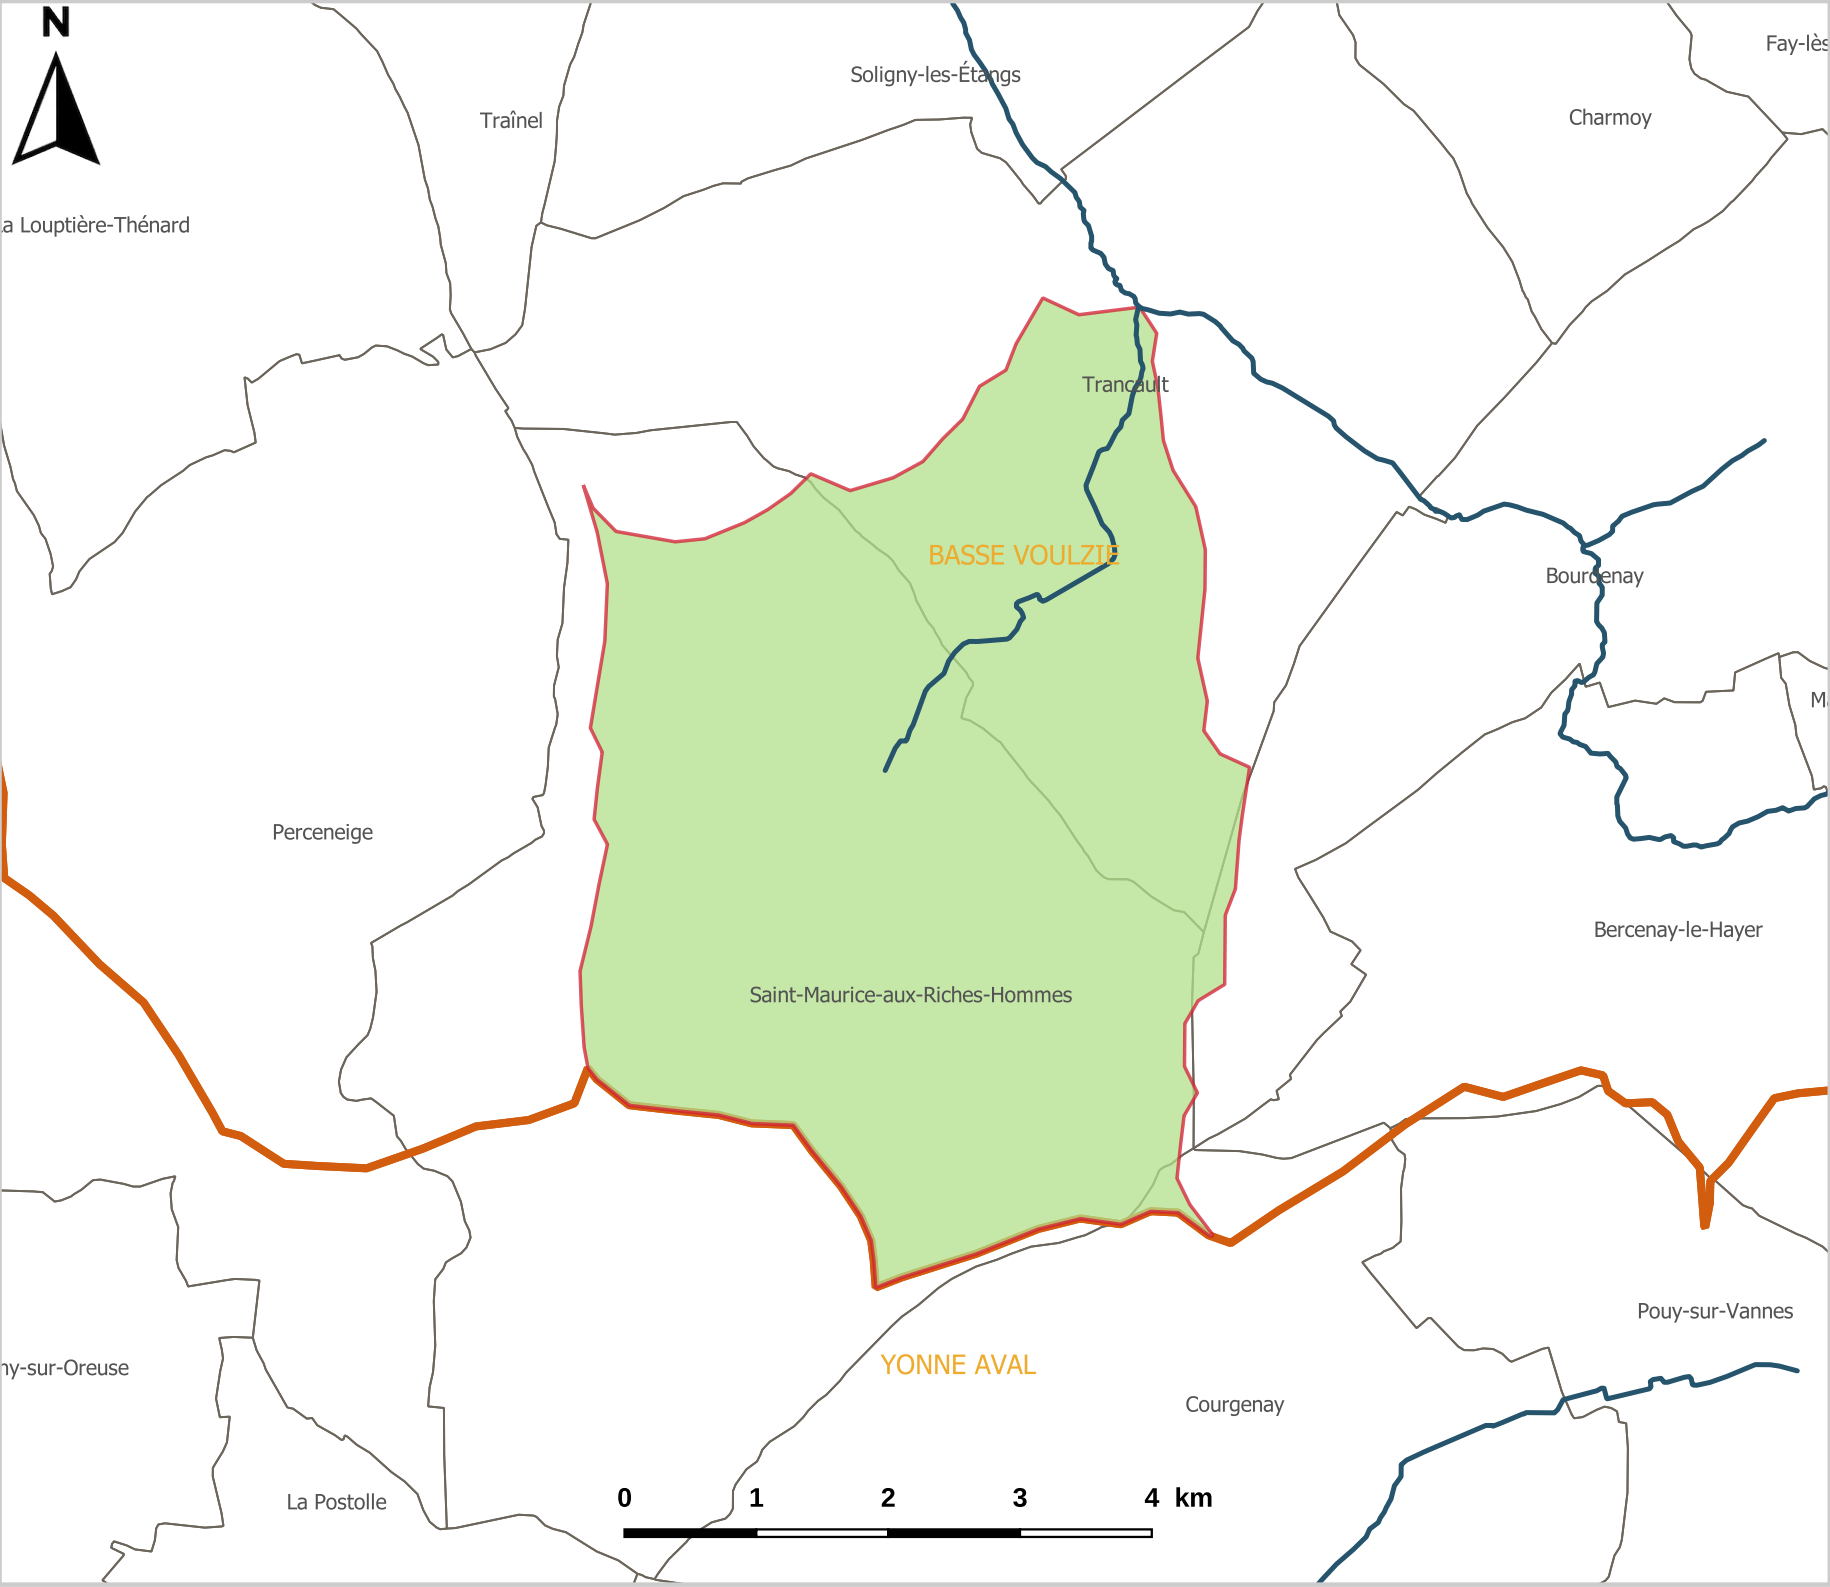 N
Fay-lès
Soligny-les-Étangs
Traînel
Charmoy
a Louptière-Thénard
Trancault
BASSE VOULZIE
Bourdenay
Perceneige
Bercenay-le-Hayer
Saint-Maurice-aux-Riches-Hommes
Pouy-sur-Vannes
YONNE AVAL
ny-sur-Oreuse
Courgenay
La Postolle
0 1 2 3 4 km